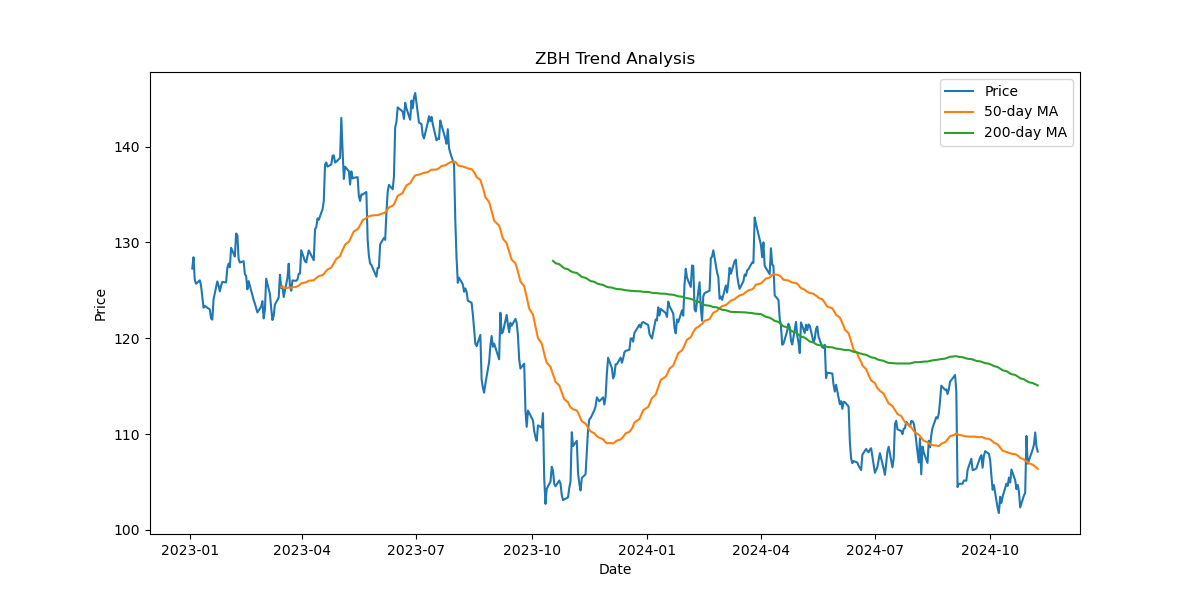 ZBH Trend Analysis
Price
50-day MA
200-day MA
Price
140
130
120
110
100
2023-01
2023-04
2023-07
2023-10
2024-01
2024-04
2024-07
2024-10
Date